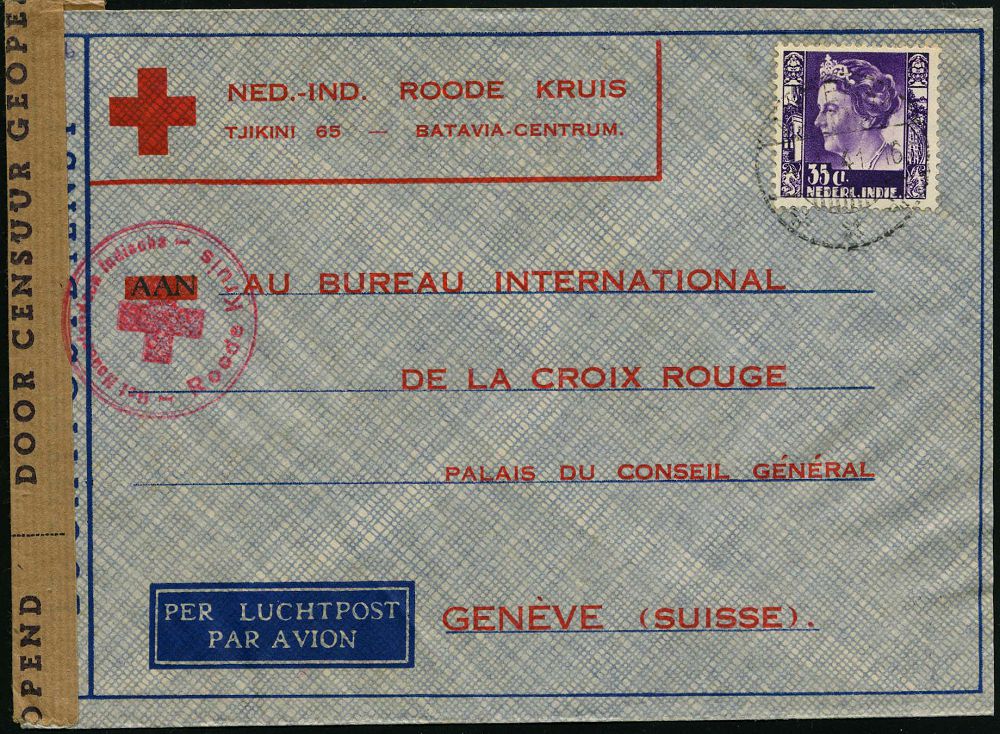 NED.-IND. ROODE KRUIS
TJIKINI 65 — BATAVIA-CENTRUM.
35 CT.
NEDERL. INDIE.
Indische —
Roode Kruis
AAN AU BUREAU INTERNATIONAL
DE LA CROIX ROUGE
PALAIS DU CONSEIL GÉNÉRAL
GENÈVE (SUISSE).
PER LUCHTPOST
PAR AVION
DOOR CENSUUR GEOPE
OPEND